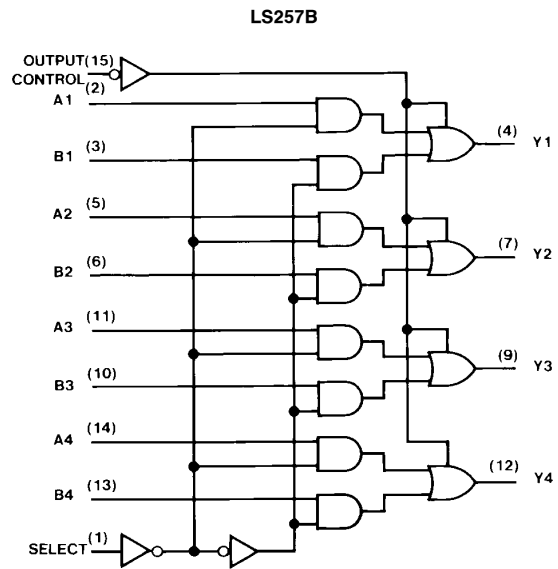 LS257B
OUTPUT (15)
CONTROL
(2)
A1
(3)
B1
(4)
Y1
(5)
A2
(6)
B2
(7)
Y2
(11)
A3
(10)
B3
(9)
Y3
(14)
A4
(13)
B4
(12)
Y4
SELECT (1)